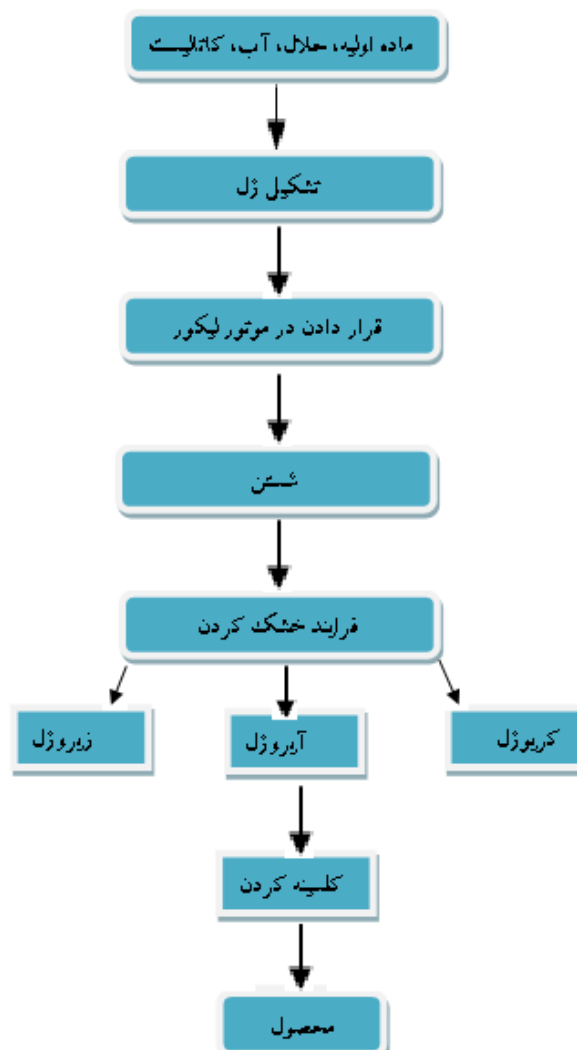 ماده اولیه، حلال، آب، کاتالیست
تشکیل ژل
قرار دادن در موتور لیکور
شستن
فرایند خشک کردن
زیروژل
آیروژل
کریوژل
کلسینه کردن
محصول